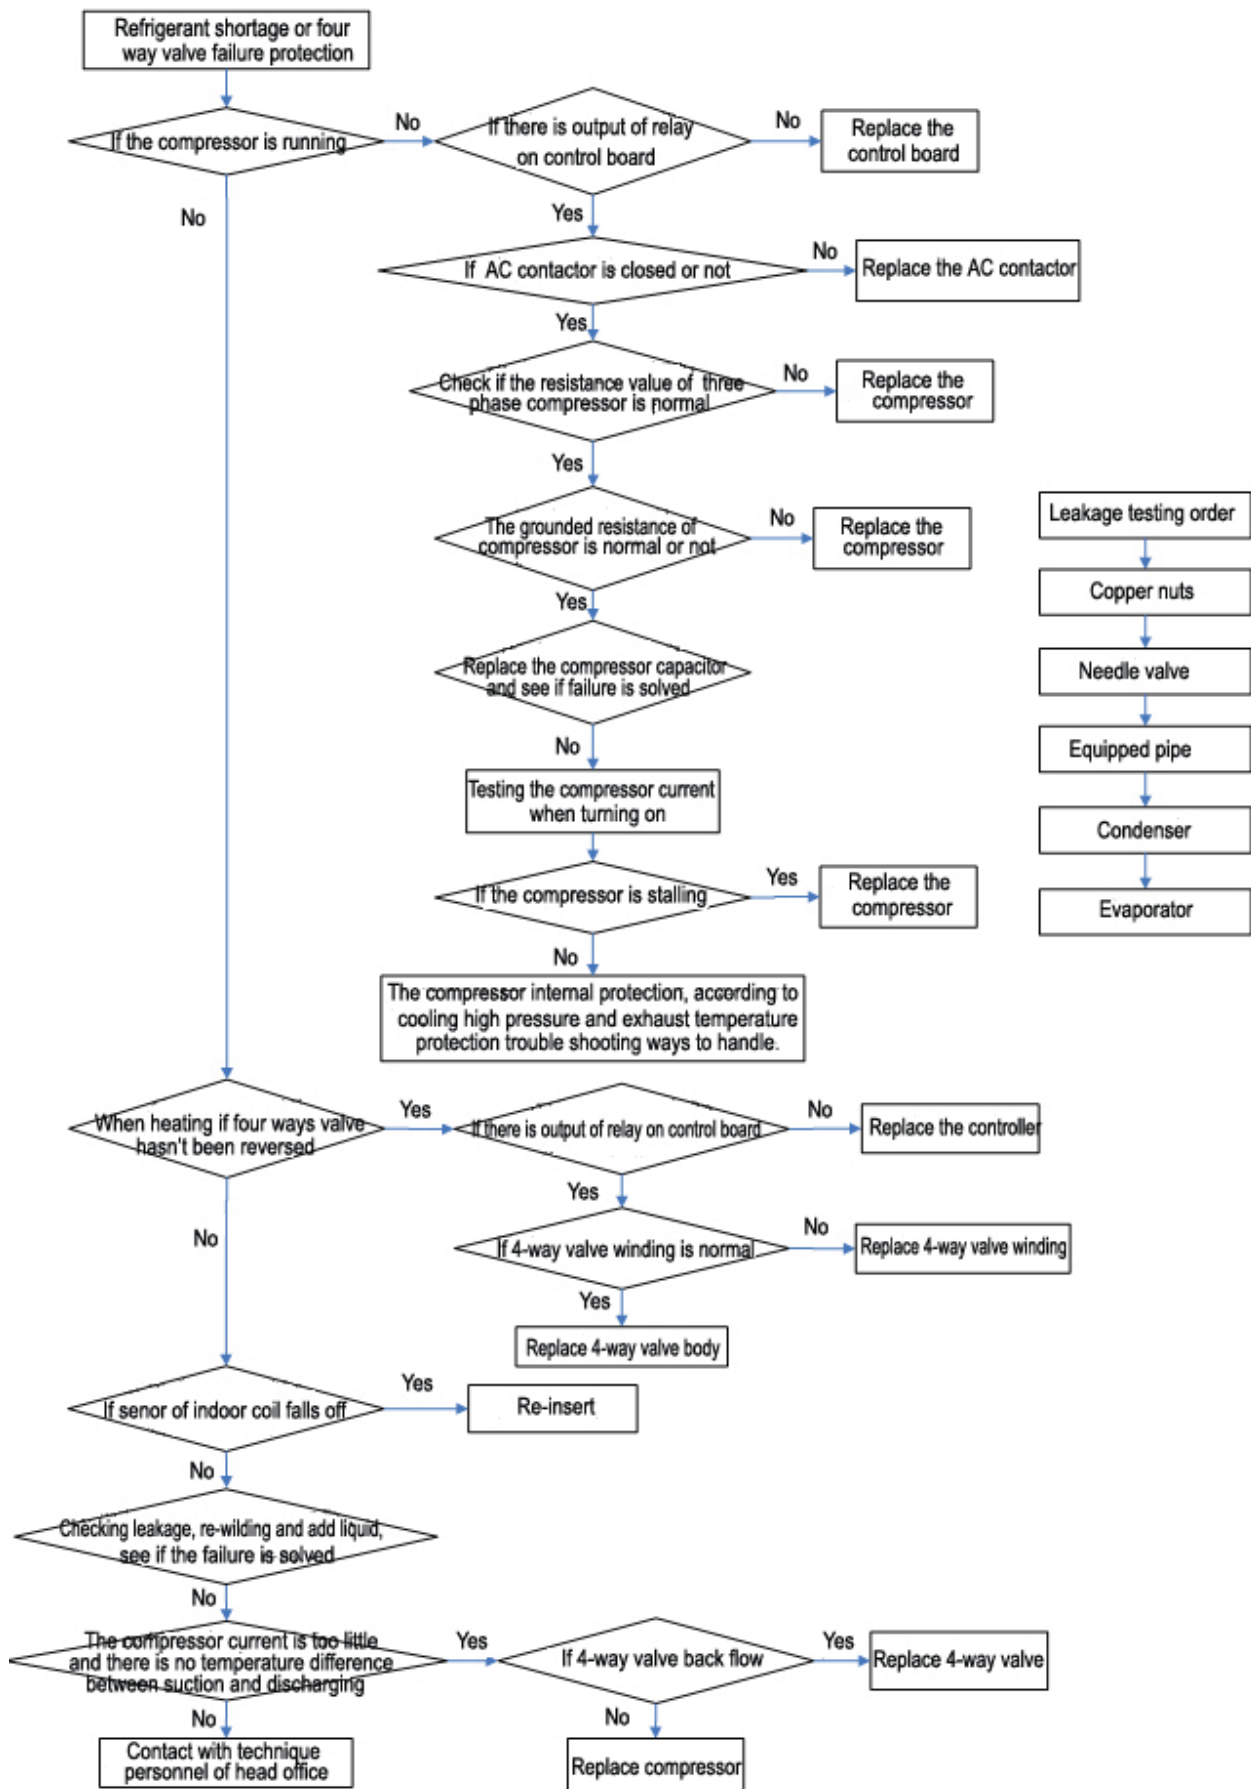 Refrigerant shortage or four
way valve failure protection
If the compressor is running
No
If there is output of relay
on control board
No
Replace the
control board
No
Yes
If AC contactor is closed or not
No
Replace the AC contactor
Yes
Check if the resistance value of three
phase compressor is normal
No
Replace the
compressor
Yes
The grounded resistance of
compressor is normal or not
No
Replace the
compressor
Yes
Replace the compressor capacitor
and see if failure is solved
No
Testing the compressor current
when turning on
If the compressor is stalling
Yes
Replace the
compressor
No
The compressor internal protection, according to
cooling high pressure and exhaust temperature
protection trouble shooting ways to handle.
Leakage testing order
Copper nuts
Needle valve
Equipped pipe
Condenser
Evaporator
When heating if four ways valve
hasn't been reversed
Yes
If there is output of relay on control board
No
Replace the controller
Yes
If 4-way valve winding is normal
No
Replace 4-way valve winding
Yes
Replace 4-way valve body
No
If senor of indoor coil falls off
Yes
Re-insert
No
Checking leakage, re-wilding and add liquid,
see if the failure is solved
No
The compressor current is too little
and there is no temperature difference
between suction and discharging
Yes
If 4-way valve back flow
Yes
Replace 4-way valve
No
Replace compressor
No
Contact with technique
personnel of head office